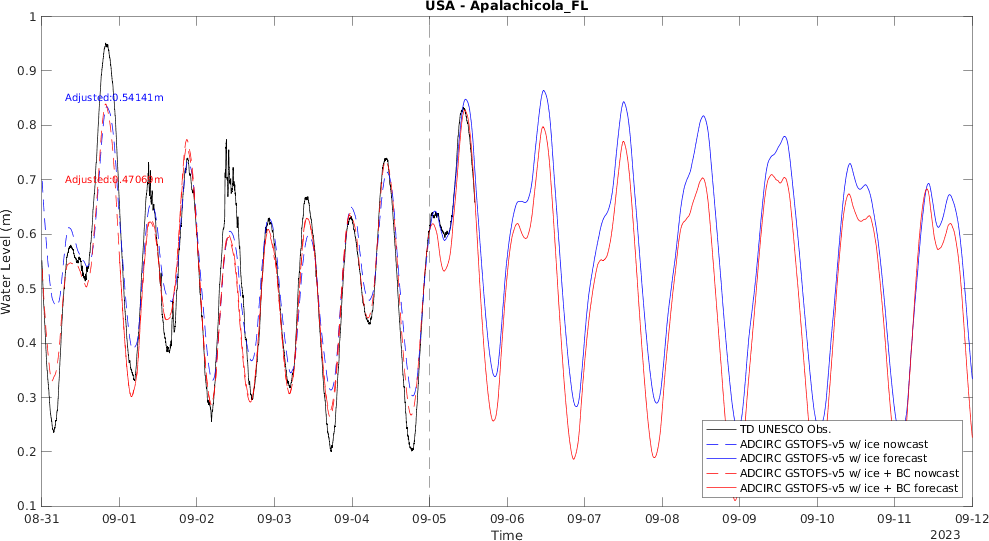 USA - Apalachicola_FL
1
0.9
0.8
0.7
0.6
0.5
0.4
0.3
0.2
0.1
Water Level (m)
Adjusted:0.54141m
Adjusted:0.47069m
TD UNESCO Obs.
ADCIRC GSTOFS-v5 w/ ice nowcast
ADCIRC GSTOFS-v5 w/ ice forecast
ADCIRC GSTOFS-v5 w/ ice + BC nowcast
ADCIRC GSTOFS-v5 w/ ice + BC forecast
08-31 09-01 09-02 09-03 09-04 09-05 09-06 09-07 09-08 09-09 09-10 09-11 09-12
Time
2023